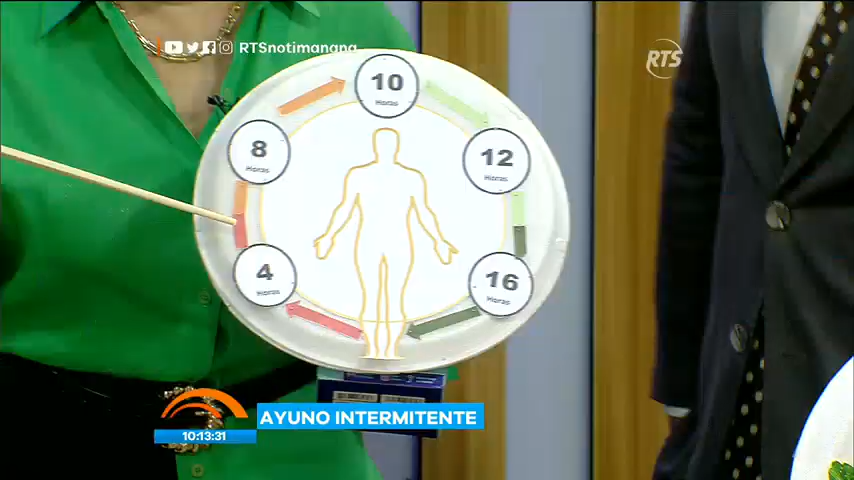 RTSnotimanana
RTS
10
Horas
8
Horas
12
Horas
4
Horas
16
Horas
AYUNO INTERMITENTE
10:13:31